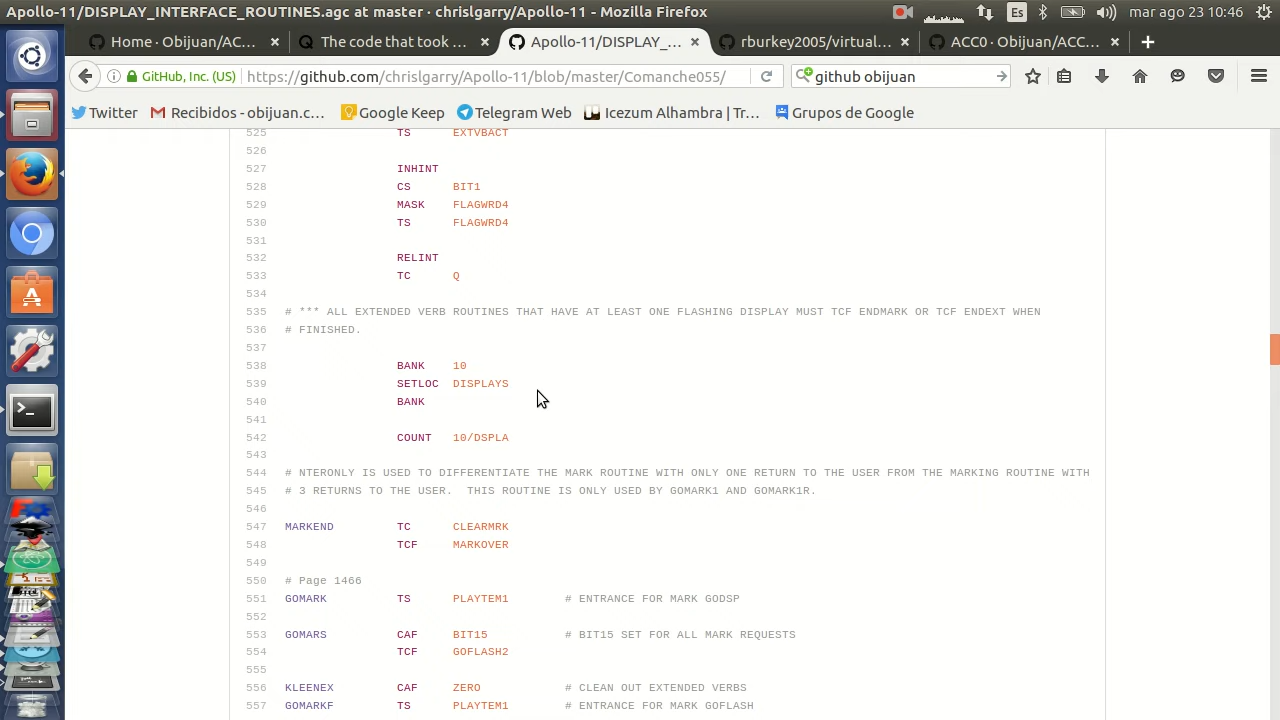 Apollo-11/DISPLAY_INTERFACE_ROUTINES.agc at master · chrislgarry/Apollo-11 - Mozilla Firefox
Es
mar ago 23 10:46
Home · Obijuan/AC... ×
The code that took ... ×
Apollo-11/DISPLAY_... ×
rburkey2005/virtual... ×
ACC0 · Obijuan/ACC... ×
GitHub, Inc. (US) https://github.com/chrislgarry/Apollo-11/blob/master/Comanche055/
github obijuan
Twitter Recibidos - obijuan.c... Google Keep Telegram Web Icezum Alhambra | Tr... Grupos de Google
525 TS EXTVBACT
526
527 INHINT
528 CS BIT1
529 MASK FLAGWRD4
530 TS FLAGWRD4
531
532 RELINT
533 TC Q
534
535 # *** ALL EXTENDED VERB ROUTINES THAT HAVE AT LEAST ONE FLASHING DISPLAY MUST TCF ENDMARK OR TCF ENDEXT WHEN
536 # FINISHED.
537
538 BANK 10
539 SETLOC DISPLAYS
540 BANK
541
542 COUNT 10/DSPLA
543
544 # NTERONLY IS USED TO DIFFERENTIATE THE MARK ROUTINE WITH ONLY ONE RETURN TO THE USER FROM THE MARKING ROUTINE WITH
545 # 3 RETURNS TO THE USER. THIS ROUTINE IS ONLY USED BY GOMARK1 AND GOMARK1R.
546
547 MARKEND TC CLEARMRK
548 TCF MARKOVER
549
550 # Page 1466
551 GOMARK TS PLAYTEM1 # ENTRANCE FOR MARK GODSP
552
553 GOMARS CAF BIT15 # BIT15 SET FOR ALL MARK REQUESTS
554 TCF GOFLASH2
555
556 KLEENEX CAF ZERO # CLEAN OUT EXTENDED VERBS
557 GOMARKF TS PLAYTEM1 # ENTRANCE FOR MARK GOFLASH